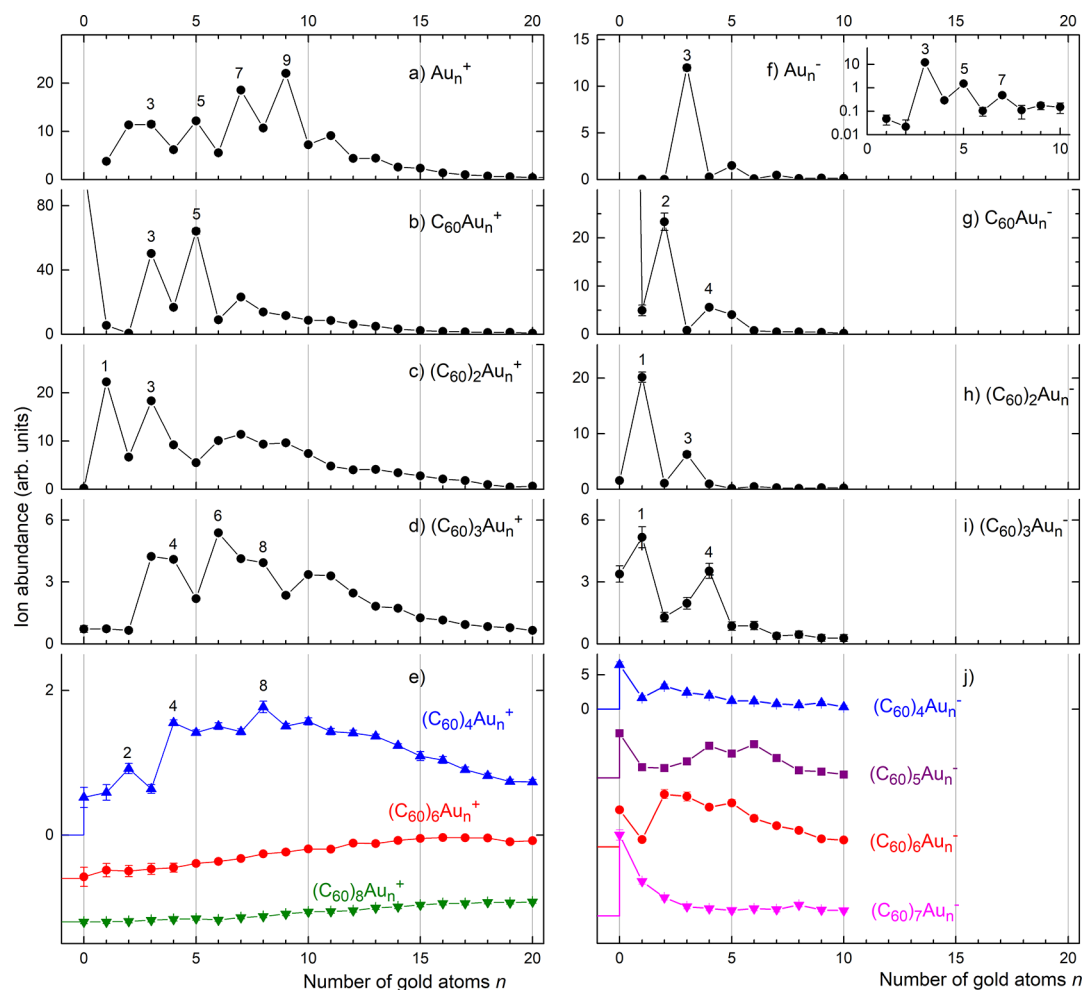 0 5 10 15 20
0 5 10 15 20
Ion abundance (arb. units)
a) Auₙ⁺
20
10
0
3 5 7 9
f) Auₙ⁻
15
10
5
0
3
3 5 7
10
1
0.1
0.01
0 5 10
b) C₆₀Auₙ⁺
80
40
0
3 5
g) C₆₀Auₙ⁻
20
10
0
2 4
c) (C₆₀)₂Auₙ⁺
20
10
0
1 3
h) (C₆₀)₂Auₙ⁻
20
10
0
1 3
d) (C₆₀)₃Auₙ⁺
6
3
0
4 6 8
i) (C₆₀)₃Auₙ⁻
6
3
0
1 4
e)
2
0
2 4 8
(C₆₀)₄Auₙ⁺
(C₆₀)₆Auₙ⁺
(C₆₀)₈Auₙ⁺
j)
5
0
(C₆₀)₄Auₙ⁻
(C₆₀)₅Auₙ⁻
(C₆₀)₆Auₙ⁻
(C₆₀)₇Auₙ⁻
0 5 10 15 20
0 5 10 15 20
Number of gold atoms n
Number of gold atoms n